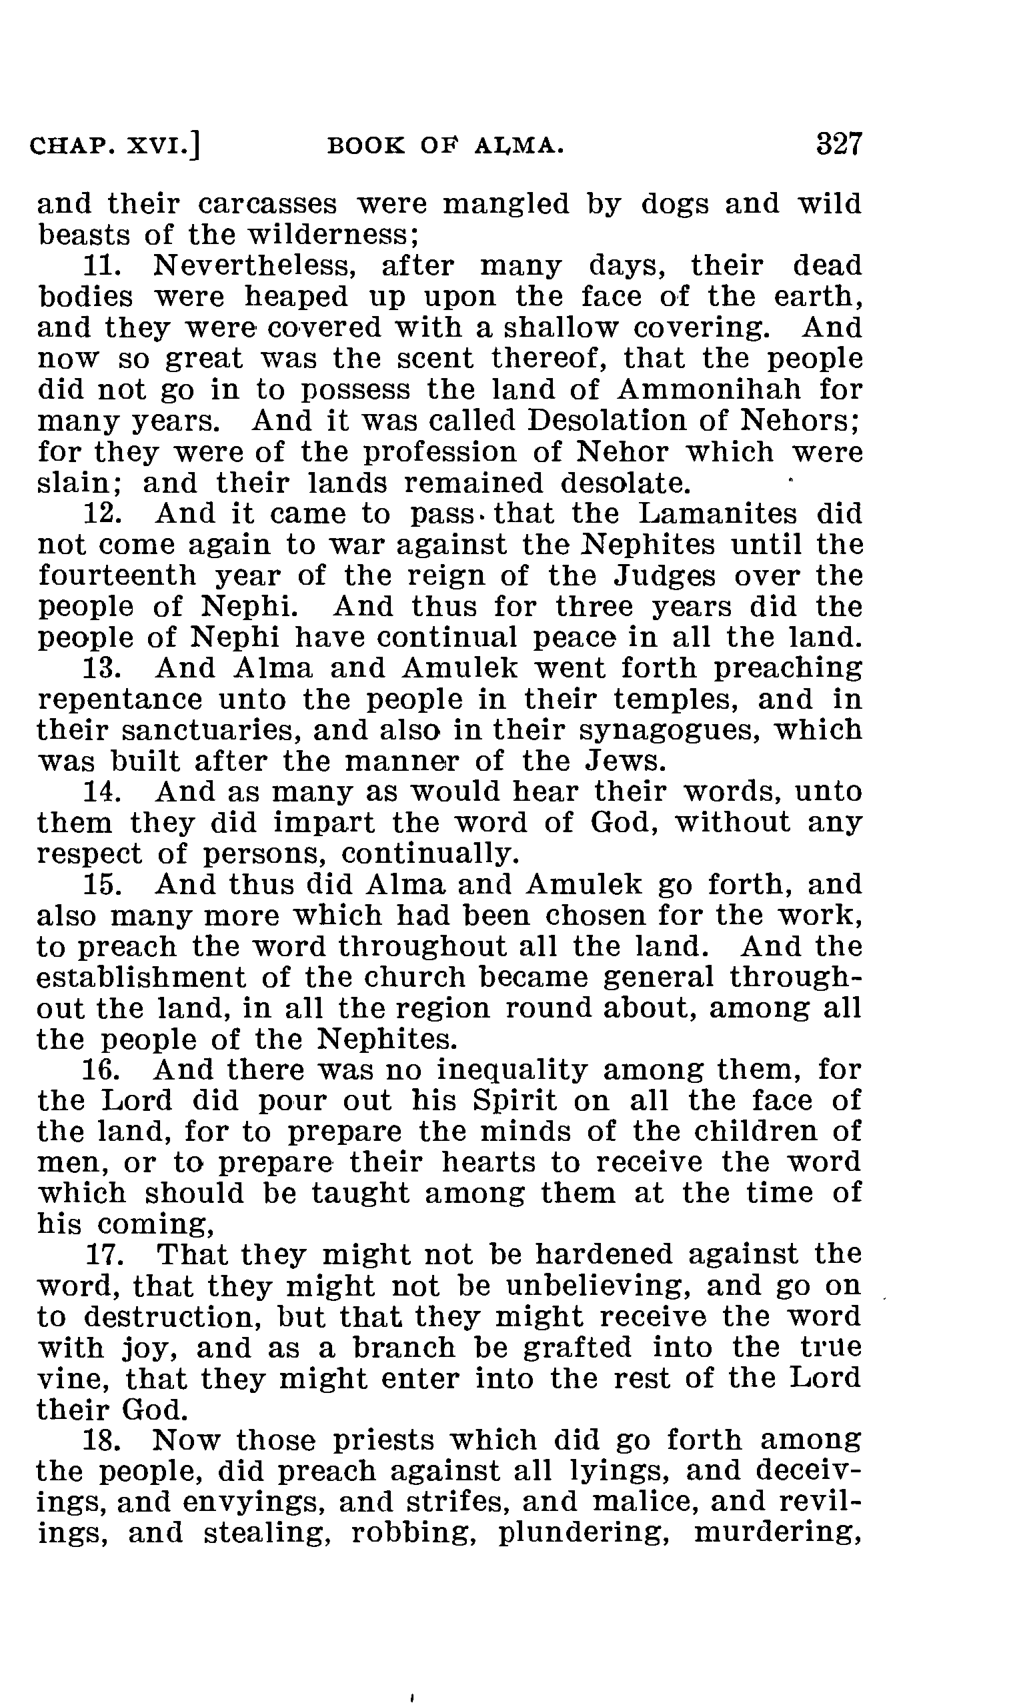 CHAP. XVI.] BOOK OF ALMA. 327
and their carcasses were mangled by dogs and wild
beasts of the wilderness;
11. Nevertheless, after many days, their dead
bodies were heaped up upon the face of the earth,
and they were covered with a shallow covering. And
now so great was the scent thereof, that the people
did not go in to possess the land of Ammonihah for
many years. And it was called Desolation of Nehors;
for they were of the profession of Nehor which were
slain; and their lands remained desolate.
12. And it came to pass that the Lamanites did
not come again to war against the Nephites until the
fourteenth year of the reign of the Judges over the
people of Nephi. And thus for three years did the
people of Nephi have continual peace in all the land.
13. And Alma and Amulek went forth preaching
repentance unto the people in their temples, and in
their sanctuaries, and also in their synagogues, which
was built after the manner of the Jews.
14. And as many as would hear their words, unto
them they did impart the word of God, without any
respect of persons, continually.
15. And thus did Alma and Amulek go forth, and
also many more which had been chosen for the work,
to preach the word throughout all the land. And the
establishment of the church became general through-
out the land, in all the region round about, among all
the people of the Nephites.
16. And there was no inequality among them, for
the Lord did pour out his Spirit on all the face of
the land, for to prepare the minds of the children of
men, or to prepare their hearts to receive the word
which should be taught among them at the time of
his coming,
17. That they might not be hardened against the
word, that they might not be unbelieving, and go on
to destruction, but that they might receive the word
with joy, and as a branch be grafted into the true
vine, that they might enter into the rest of the Lord
their God.
18. Now those priests which did go forth among
the people, did preach against all lyings, and deceiv-
ings, and envyings, and strifes, and malice, and revil-
ings, and stealing, robbing, plundering, murdering,